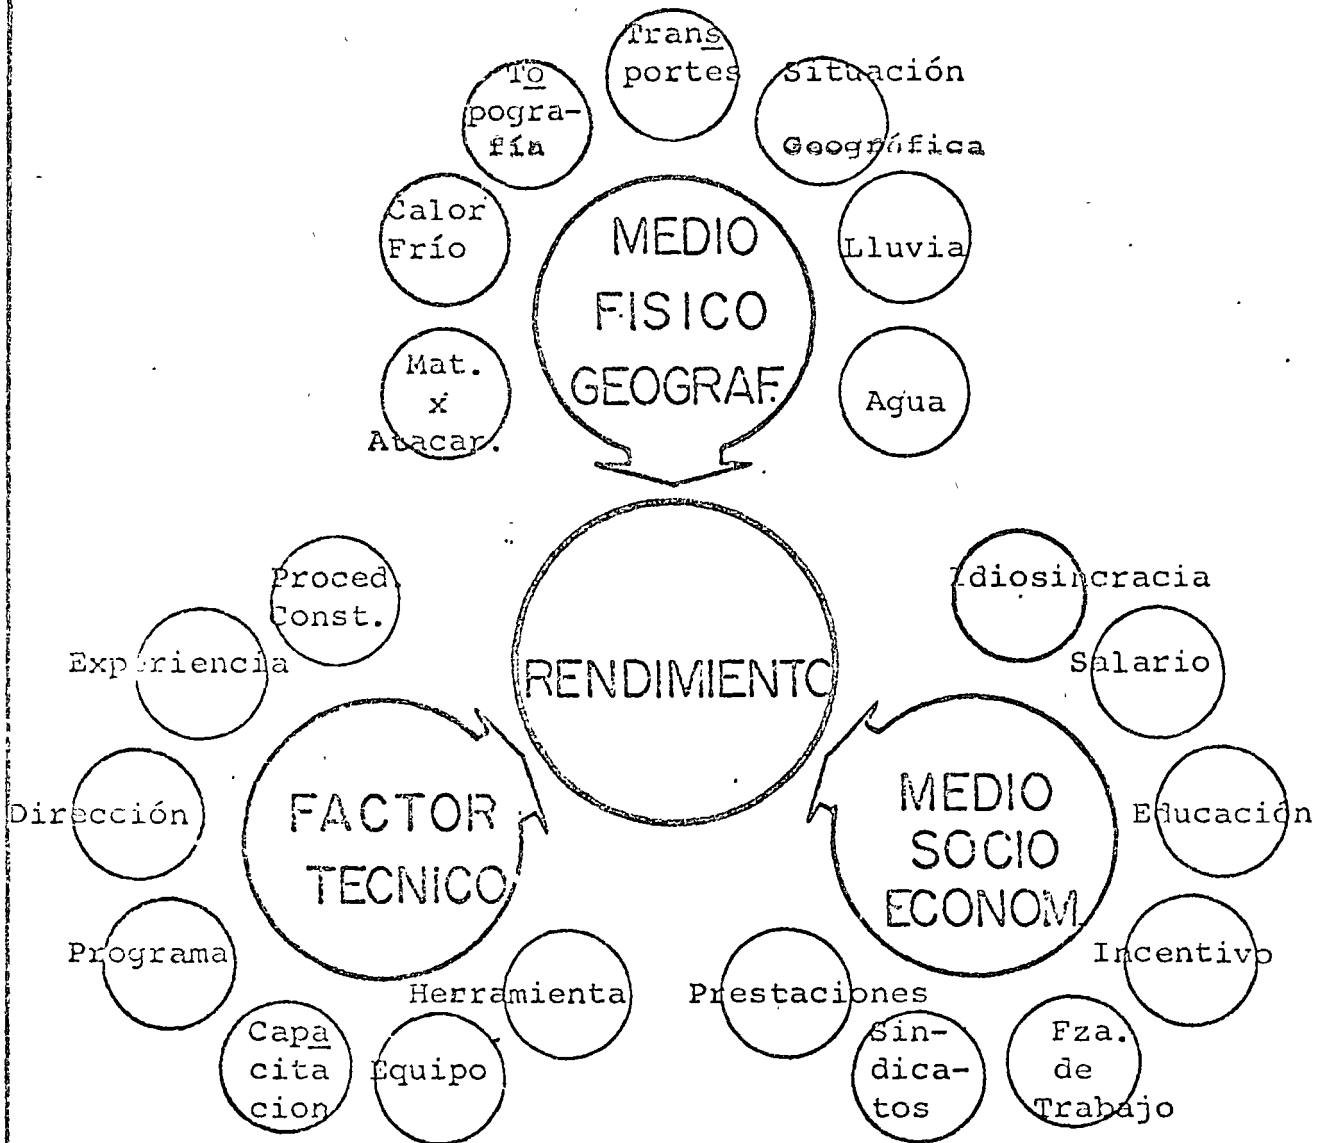 Trans
portes
To
pogra-
fía
Situación
Geográfica
Calor
Frío
Lluvia
Mat.
x
Atacar.
Agua
MEDIO
FISICO
GEOGRAF.
RENDIMIENTO
Proced.
Const.
Experiencia
Dirección
Programa
Capa
cita
cion
Equipo
Herramienta
FACTOR
TECNICO
Idiosincracia
Salario
Educación
Incentivo
Fza.
de
Trabajo
Sin-
dica-
tos
Prestaciones
MEDIO
SOCIO
ECONOM.